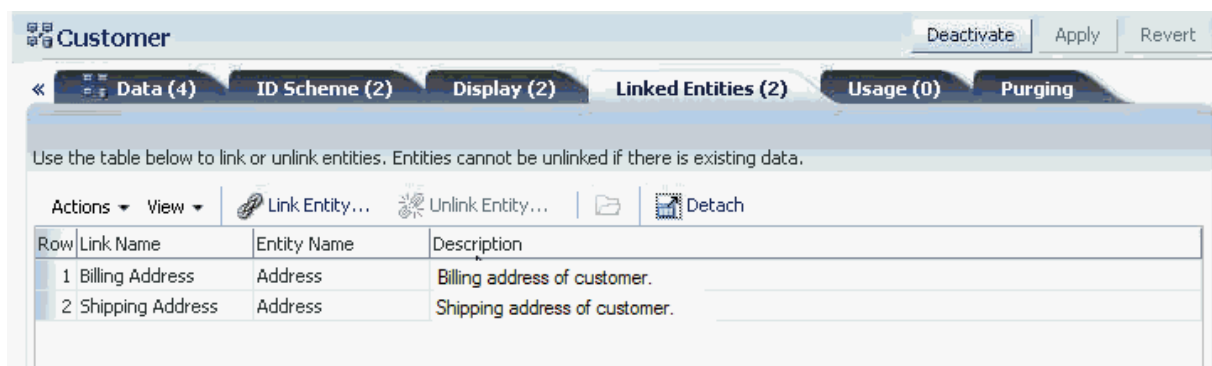 Customer
Deactivate Apply Revert
« Data (4) ID Scheme (2) Display (2) Linked Entities (2) Usage (0) Purging
Use the table below to link or unlink entities. Entities cannot be unlinked if there is existing data.
Actions View Link Entity... Unlink Entity... Detach
Row Link Name Entity Name Description
1 Billing Address Address Billing address of customer.
2 Shipping Address Address Shipping address of customer.